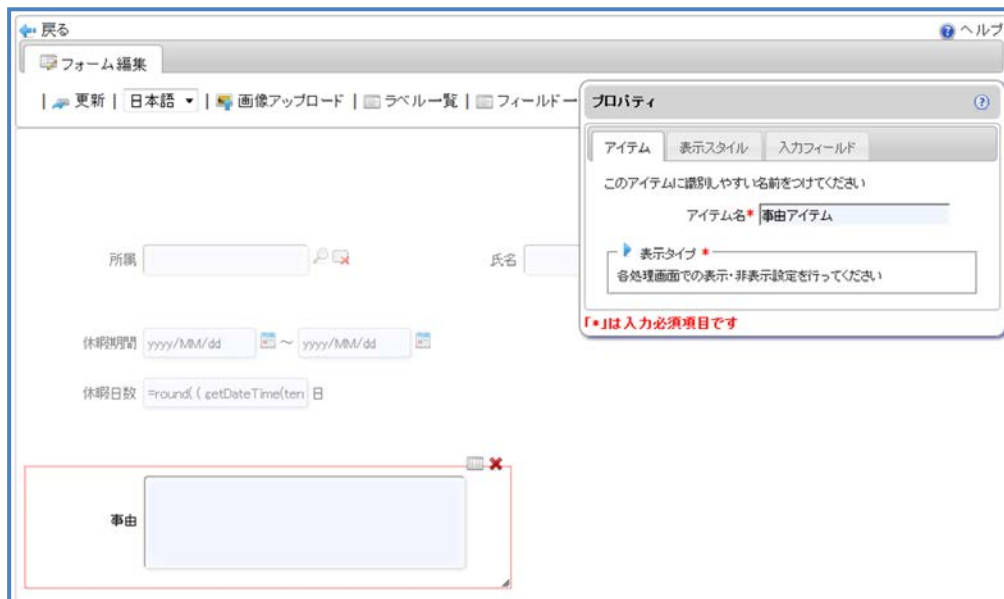 戻る
ヘルプ
フォーム編集
| 更新 | 日本語 | 画像アップロード | ラベル一覧 | フィールド一
プロパティ
アイテム 表示スタイル 入力フィールド
このアイテムに識別しやすい名前をつけてください
アイテム名* 事由アイテム
表示タイプ *
各処理画面での表示・非表示設定を行ってください
「*」は入力必須項目です
所属
氏名
休暇期間 yyyy/MM/dd ～ yyyy/MM/dd
休暇日数 =round( ( getDateTime(ten 日
事由